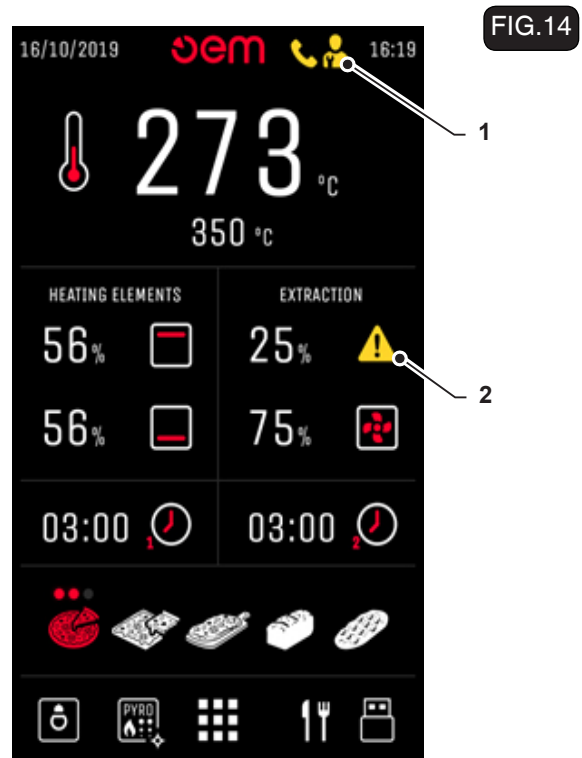 FIG.14
16/10/2019 oem 16:19
1
273 °C
350 °C
HEATING ELEMENTS EXTRACTION
56% 25%
2
56% 75%
03:00 1 03:00 2
PYRO